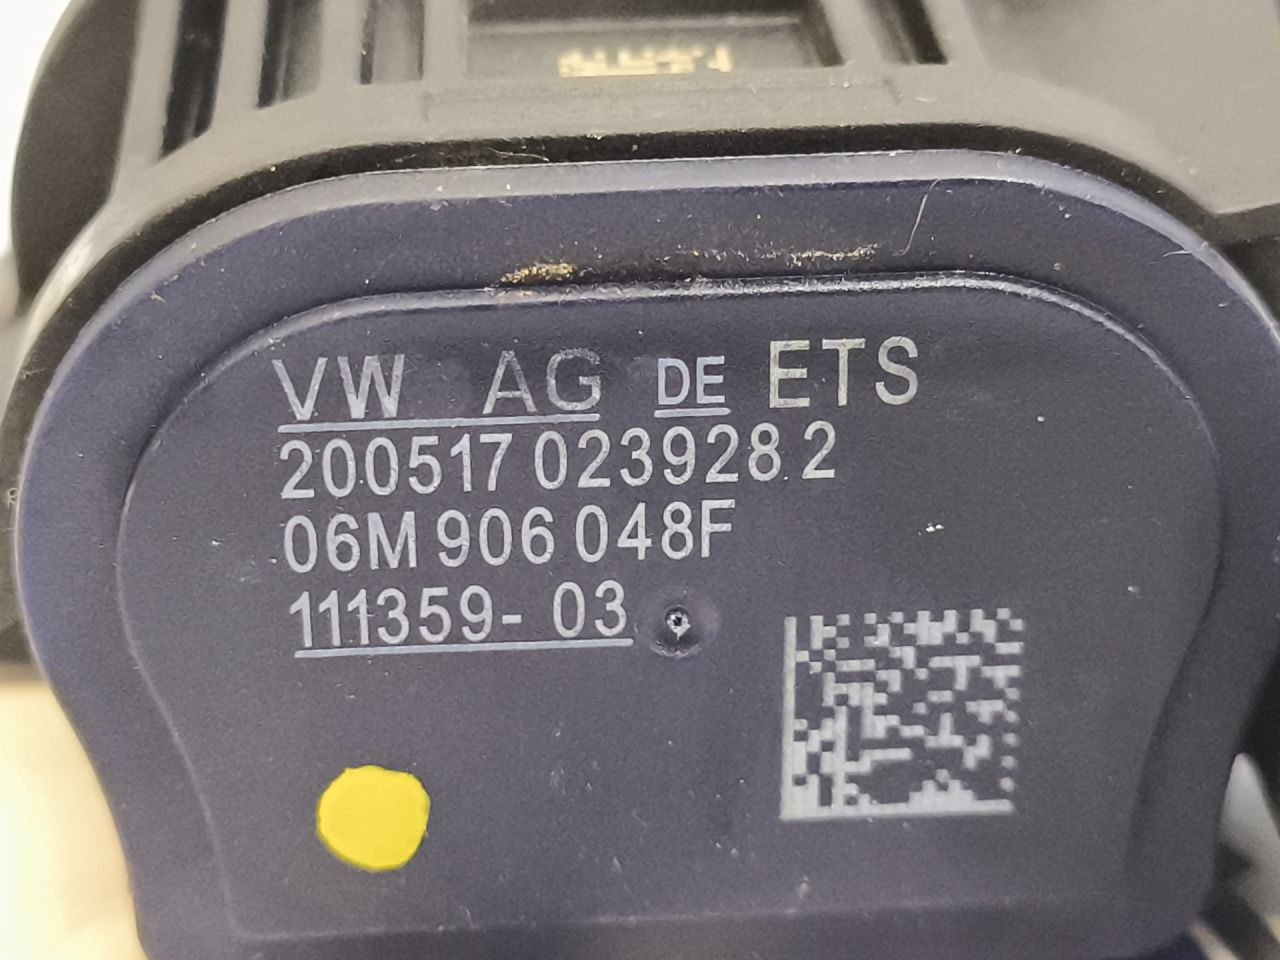 VW AG DE ETS
200517 023928 2
06M 906 048F
111359- 03